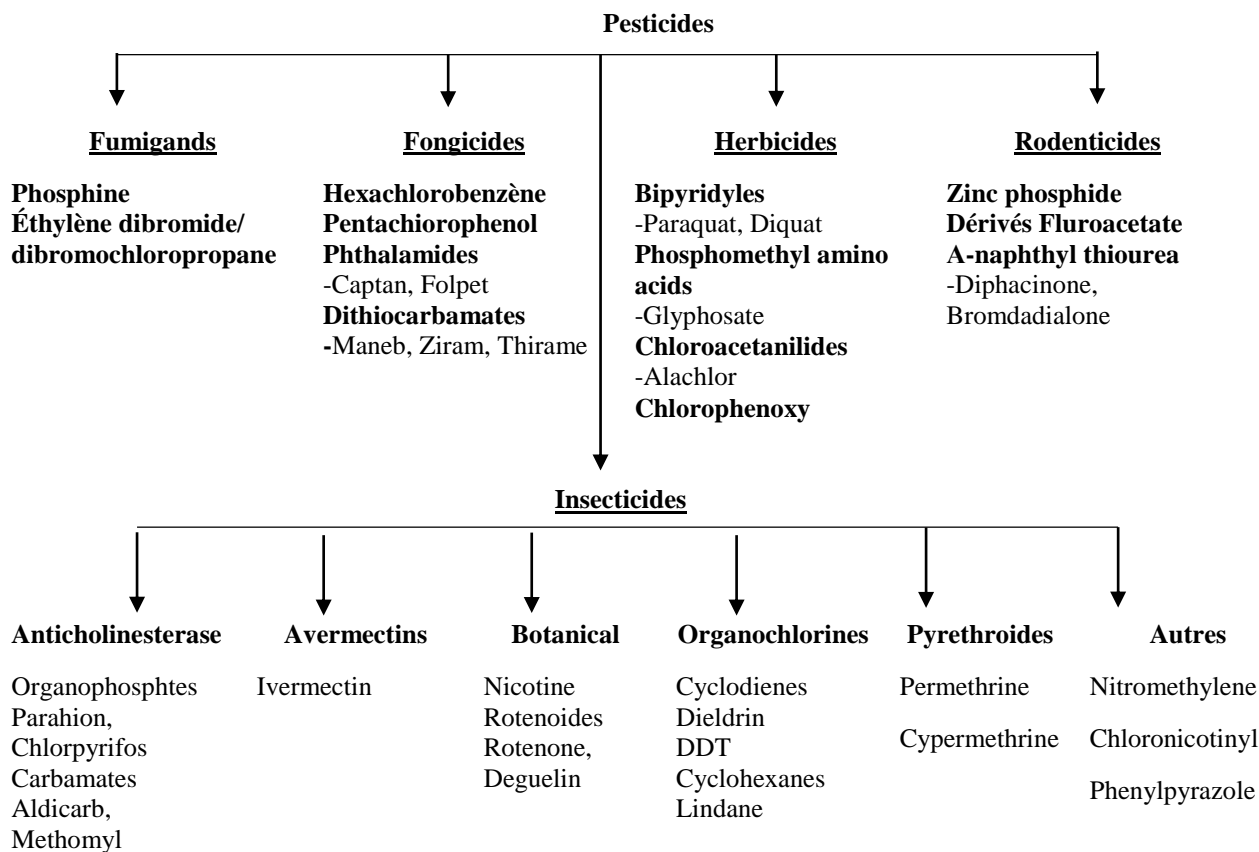 Pesticides
Fumigands
Phosphine
Éthylène dibromide/
dibromochloropropane
Fongicides
Hexachlorobenzène
Pentachiorophenol
Phthalamides
-Captan, Folpet
Dithiocarbamates
-Maneb, Ziram, Thirame
Herbicides
Bipyridyles
-Paraquat, Diquat
Phosphomethyl amino
acids
-Glyphosate
Chloroacetanilides
-Alachlor
Chlorophenoxy
Rodenticides
Zinc phosphide
Dérivés Fluroacetate
A-naphthyl thiourea
-Diphacinone,
Bromdadialone
Insecticides
Anticholinesterase
Organophosphtes
Parahion,
Chlorpyrifos
Carbamates
Aldicarb,
Methomyl
Avermectins
Ivermectin
Botanical
Nicotine
Rotenoides
Rotenone,
Deguelin
Organochlorines
Cyclodienes
Dieldrin
DDT
Cyclohexanes
Lindane
Pyrethroides
Permethrine
Cypermethrine
Autres
Nitromethylene
Chloronicotinyl
Phenylpyrazole